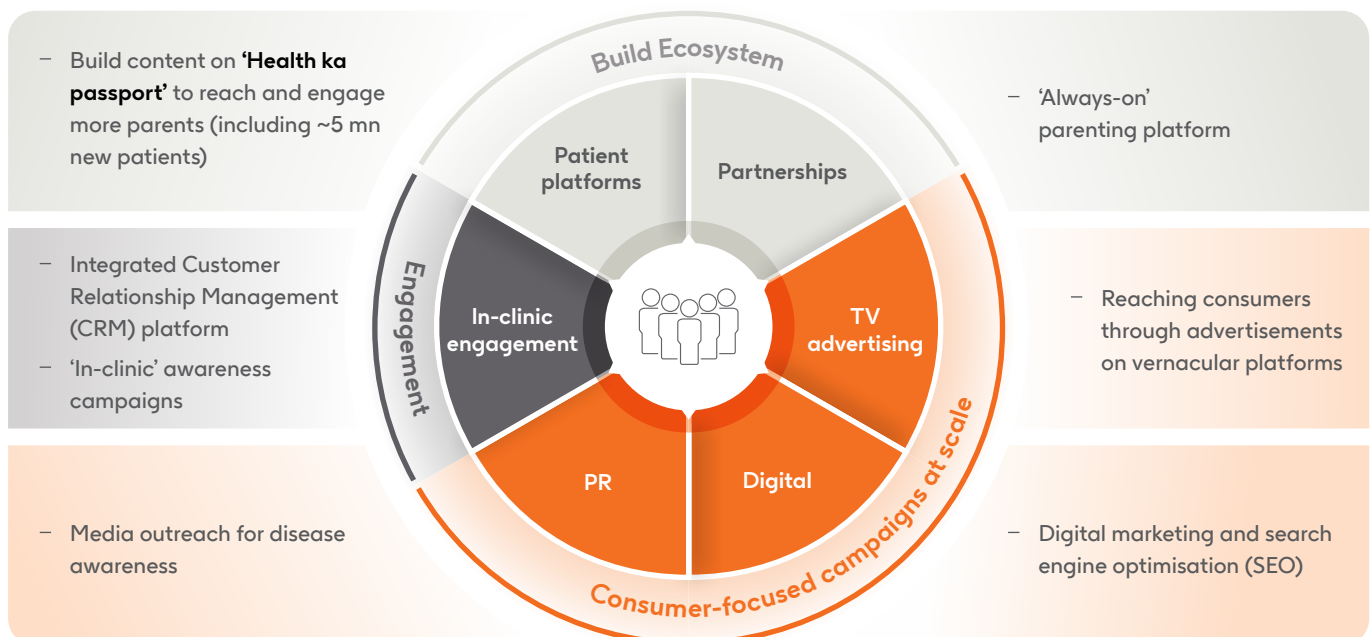 – Build content on ‘Health ka
passport’ to reach and engage
more parents (including ~5 mn
new patients)
– Integrated Customer
Relationship Management
(CRM) platform
– ‘In-clinic’ awareness
campaigns
– Media outreach for disease
awareness
Build Ecosystem
Patient
platforms
Partnerships
Engagement
In-clinic
engagement
TV
advertising
PR
Digital
Consumer-focused campaigns at scale
– ‘Always-on’
parenting platform
– Reaching consumers
through advertisements
on vernacular platforms
– Digital marketing and search
engine optimisation (SEO)